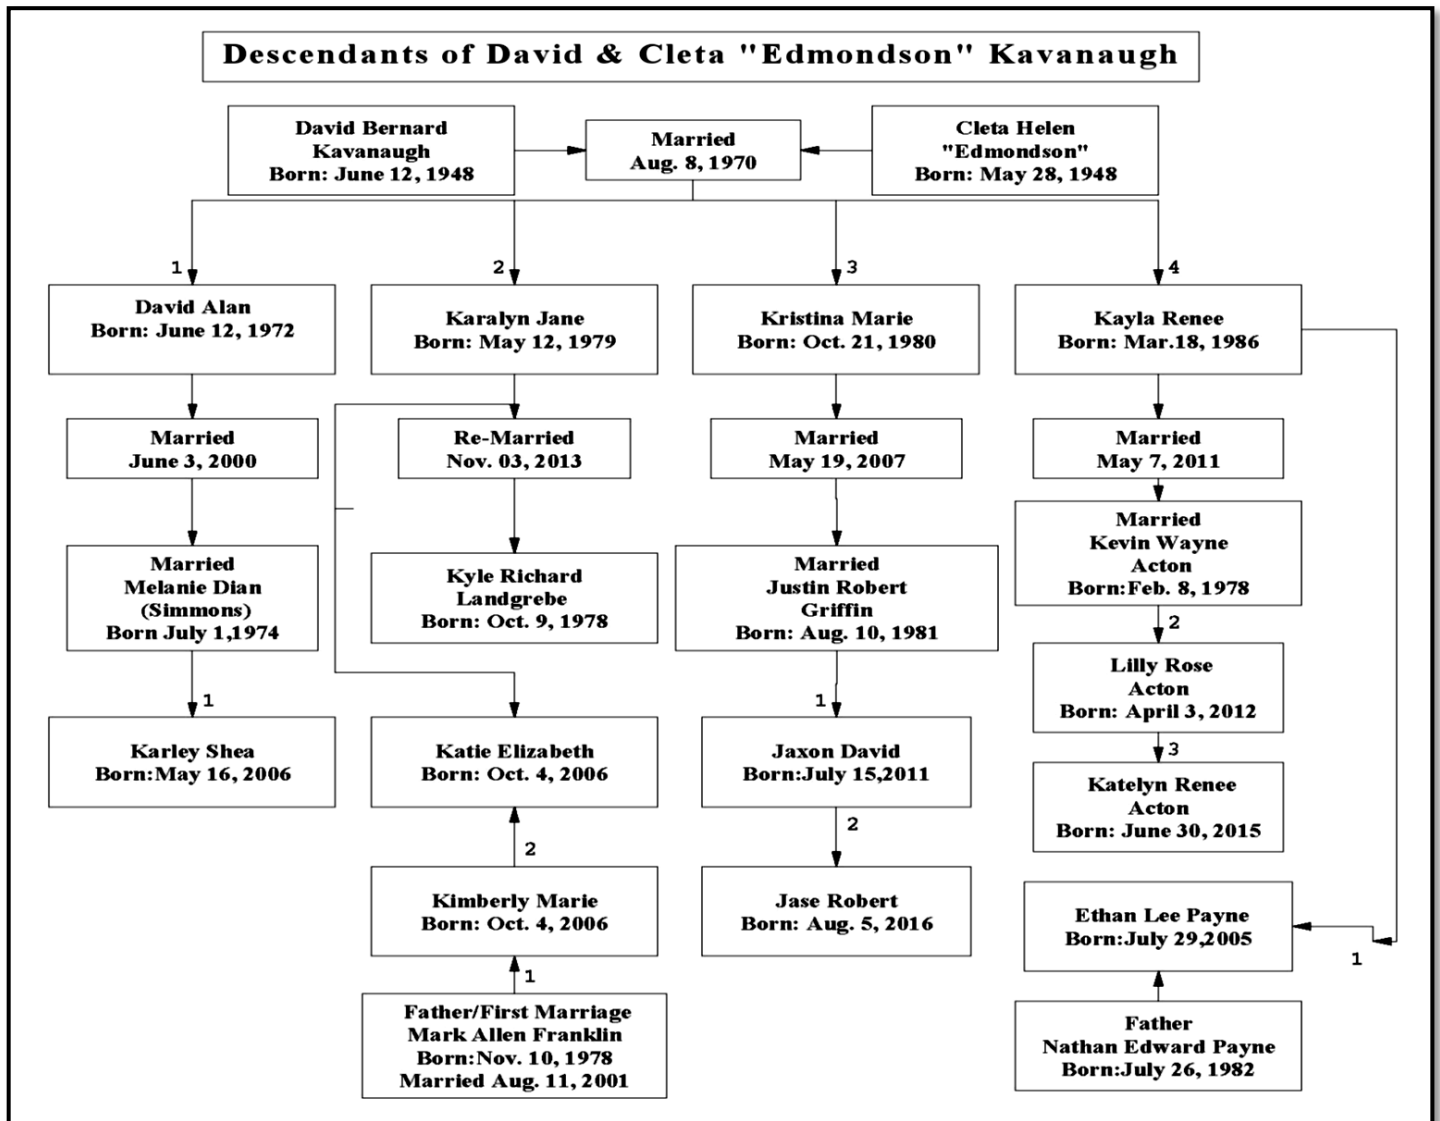 Descendants of David & Cleta "Edmondson" Kavanaugh
David Bernard
Kavanaugh
Born: June 12, 1948
Married
Aug. 8, 1970
Cleta Helen
"Edmondson"
Born: May 28, 1948
1
2
3
4
David Alan
Born: June 12, 1972
Karalyn Jane
Born: May 12, 1979
Kristina Marie
Born: Oct. 21, 1980
Kayla Renee
Born: Mar.18, 1986
Married
June 3, 2000
Re-Married
Nov. 03, 2013
Married
May 19, 2007
Married
May 7, 2011
Married
Melanie Dian
(Simmons)
Born July 1,1974
Kyle Richard
Landgrebe
Born: Oct. 9, 1978
Married
Justin Robert
Griffin
Born: Aug. 10, 1981
Married
Kevin Wayne
Acton
Born:Feb. 8, 1978
2
Lilly Rose
Acton
Born: April 3, 2012
3
Katelyn Renee
Acton
Born: June 30, 2015
1
Karley Shea
Born:May 16, 2006
Katie Elizabeth
Born: Oct. 4, 2006
1
Jaxon David
Born:July 15,2011
2
Kimberly Marie
Born: Oct. 4, 2006
2
Jase Robert
Born: Aug. 5, 2016
Ethan Lee Payne
Born:July 29,2005
1
1
Father/First Marriage
Mark Allen Franklin
Born:Nov. 10, 1978
Married Aug. 11, 2001
Father
Nathan Edward Payne
Born:July 26, 1982